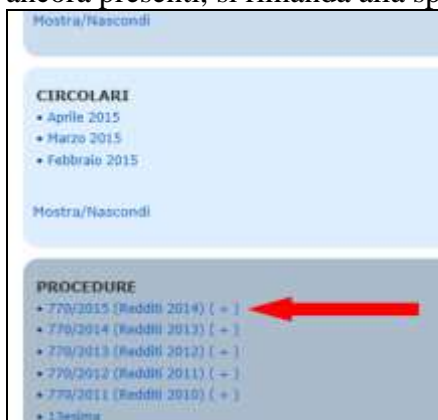 ancora presenti, si rimanda alla sp
Mostra/Nascondi
CIRCOLARI
• Aprile 2015
• Marzo 2015
• Febbraio 2015
Mostra/Nascondi
PROCEDURE
• 770/2015 (Redditi 2014) ( + )
• 770/2014 (Redditi 2013) ( + )
• 770/2013 (Redditi 2012) ( + )
• 770/2012 (Redditi 2011) ( + )
• 770/2011 (Redditi 2010) ( + )
• 13esima